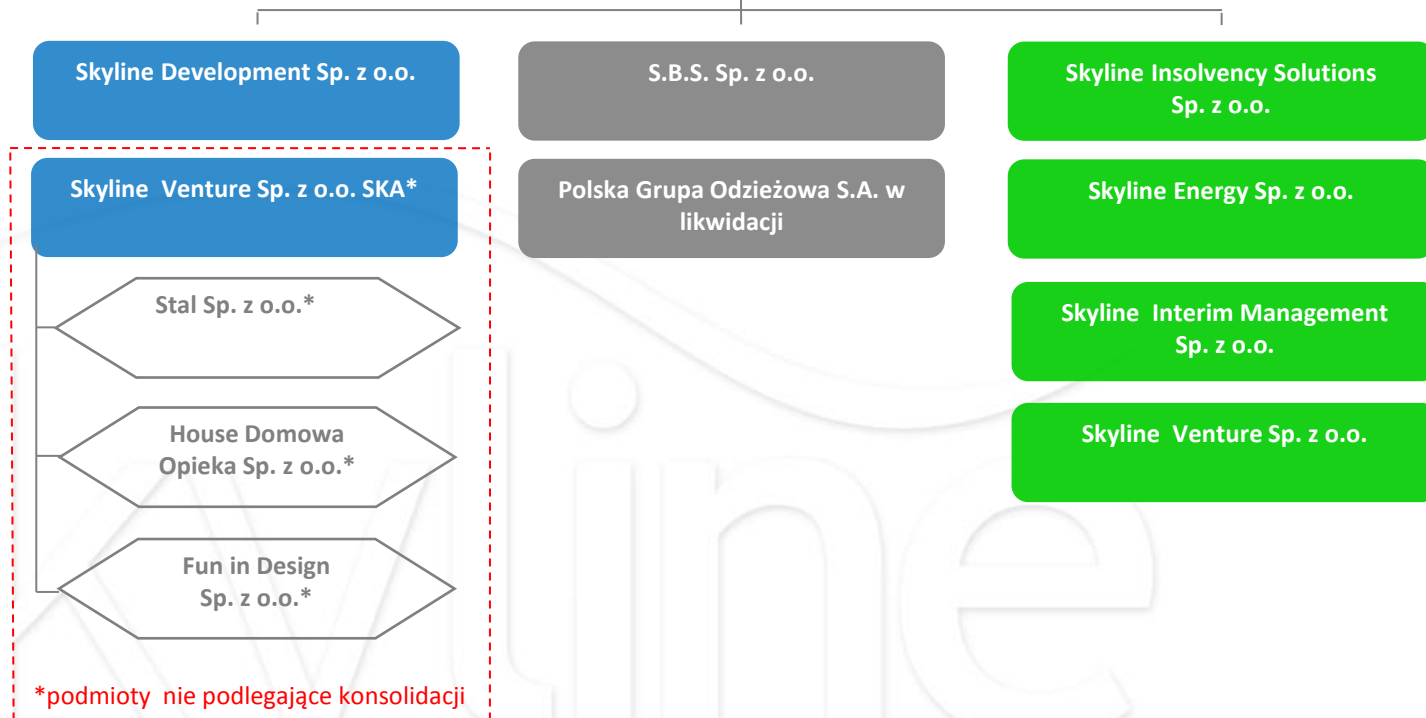 Skyline Development Sp. z o.o.
Skyline Venture Sp. z o.o. SKA*
Stal Sp. z o.o.*
House Domowa
Opieka Sp. z o.o.*
Fun in Design
Sp. z o.o.*
*podmioty nie podlegające konsolidacji
S.B.S. Sp. z o.o.
Polska Grupa Odzieżowa S.A. w
likwidacji
Skyline Insolvency Solutions
Sp. z o.o.
Skyline Energy Sp. z o.o.
Skyline Interim Management
Sp. z o.o.
Skyline Venture Sp. z o.o.